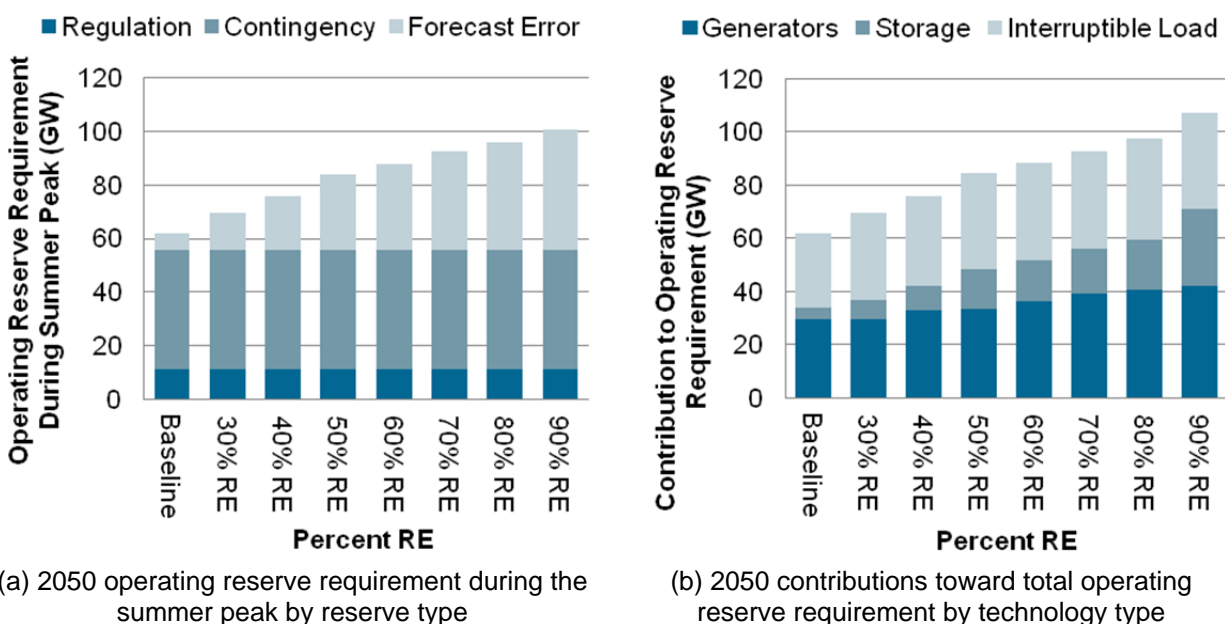 Regulation Contingency Forecast Error
Operating Reserve Requirement
During Summer Peak (GW)
120
100
80
60
40
20
0
Baseline
30% RE
40% RE
50% RE
60% RE
70% RE
80% RE
90% RE
Percent RE
(a) 2050 operating reserve requirement during the
summer peak by reserve type
Generators Storage Interruptible Load
Contribution to Operating Reserve
Requirement (GW)
120
100
80
60
40
20
0
Baseline
30% RE
40% RE
50% RE
60% RE
70% RE
80% RE
90% RE
Percent RE
(b) 2050 contributions toward total operating
reserve requirement by technology type